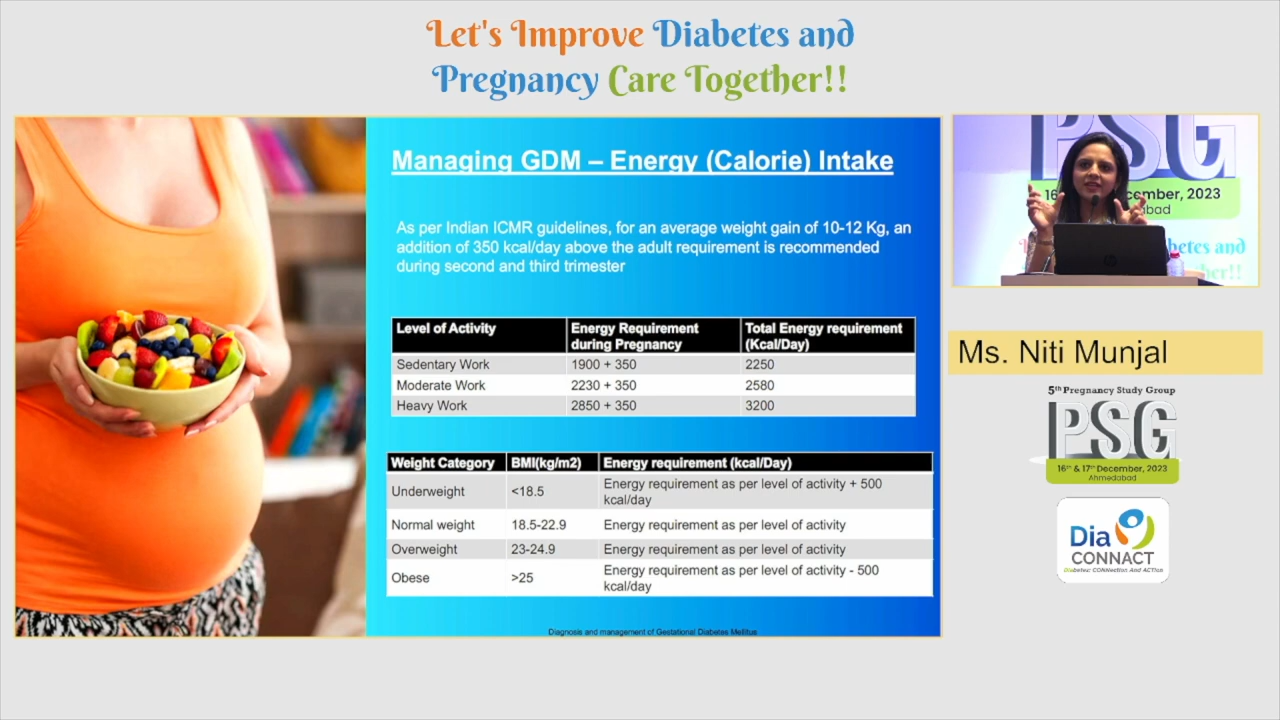 Let's Improve Diabetes and
Pregnancy Care Together!!
Managing GDM – Energy (Calorie) Intake
As per Indian ICMR guidelines, for an average weight gain of 10-12 Kg, an
addition of 350 kcal/day above the adult requirement is recommended
during second and third trimester
Level of Activity
Energy Requirement
during Pregnancy
Total Energy requirement
(Kcal/Day)
Sedentary Work
1900 + 350
2250
Moderate Work
2230 + 350
2580
Heavy Work
2850 + 350
3200
Weight Category
BMI(kg/m2)
Energy requirement (kcal/Day)
Underweight
<18.5
Energy requirement as per level of activity + 500
kcal/day
Normal weight
18.5-22.9
Energy requirement as per level of activity
Overweight
23-24.9
Energy requirement as per level of activity
Obese
>25
Energy requirement as per level of activity - 500
kcal/day
Diagnosis and management of Gestational Diabetes Mellitus
PSG
2023
Ms. Niti Munjal
5th Pregnancy Study Group
PSG
16th & 17th December, 2023
Ahmedabad
Dia
CONNACT
Diabetes: CONNection And ACTion